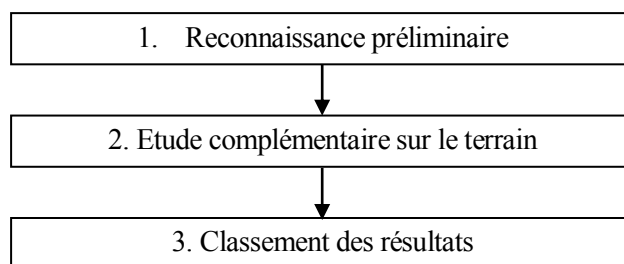 1. Reconnaissance préliminaire
2. Etude complémentaire sur le terrain
3. Classement des résultats